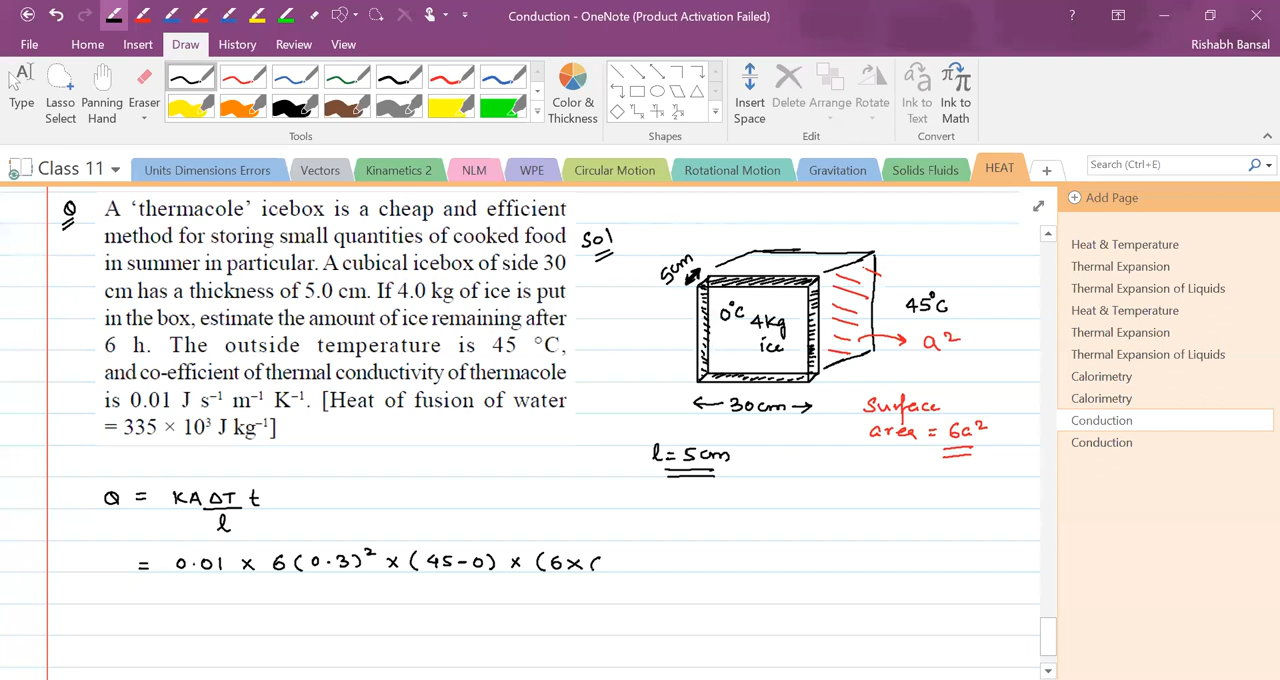 Conduction - OneNote (Product Activation Failed)
?
File Home Insert Draw History Review View
Rishabh Bansal
Type Lasso Select Panning Hand Eraser
Color & Thickness
Insert Space Delete Arrange Rotate
Ink to Text Ink to Math
Tools Shapes Edit Convert
Class 11 Units Dimensions Errors Vectors Kinametics 2 NLM WPE Circular Motion Rotational Motion Gravitation Solids Fluids HEAT
Search (Ctrl+E)
Add Page
Heat & Temperature
Thermal Expansion
Thermal Expansion of Liquids
Heat & Temperature
Thermal Expansion
Thermal Expansion of Liquids
Calorimetry
Calorimetry
Conduction
Conduction
Q
A ‘thermacole’ icebox is a cheap and efficient
method for storing small quantities of cooked food
in summer in particular. A cubical icebox of side 30
cm has a thickness of 5.0 cm. If 4.0 kg of ice is put
in the box, estimate the amount of ice remaining after
6 h. The outside temperature is 45 °C,
and co-efficient of thermal conductivity of thermacole
is 0.01 J s⁻¹ m⁻¹ K⁻¹. [Heat of fusion of water
= 335 × 10³ J kg⁻¹]
Sol
5cm
0°C 4Kg
ice
45°C
a²
30cm
Surface
area = 6a²
l = 5cm
Q = KA ΔT t
l
= 0.01 × 6(0.3)² × (45-0) × (6×(